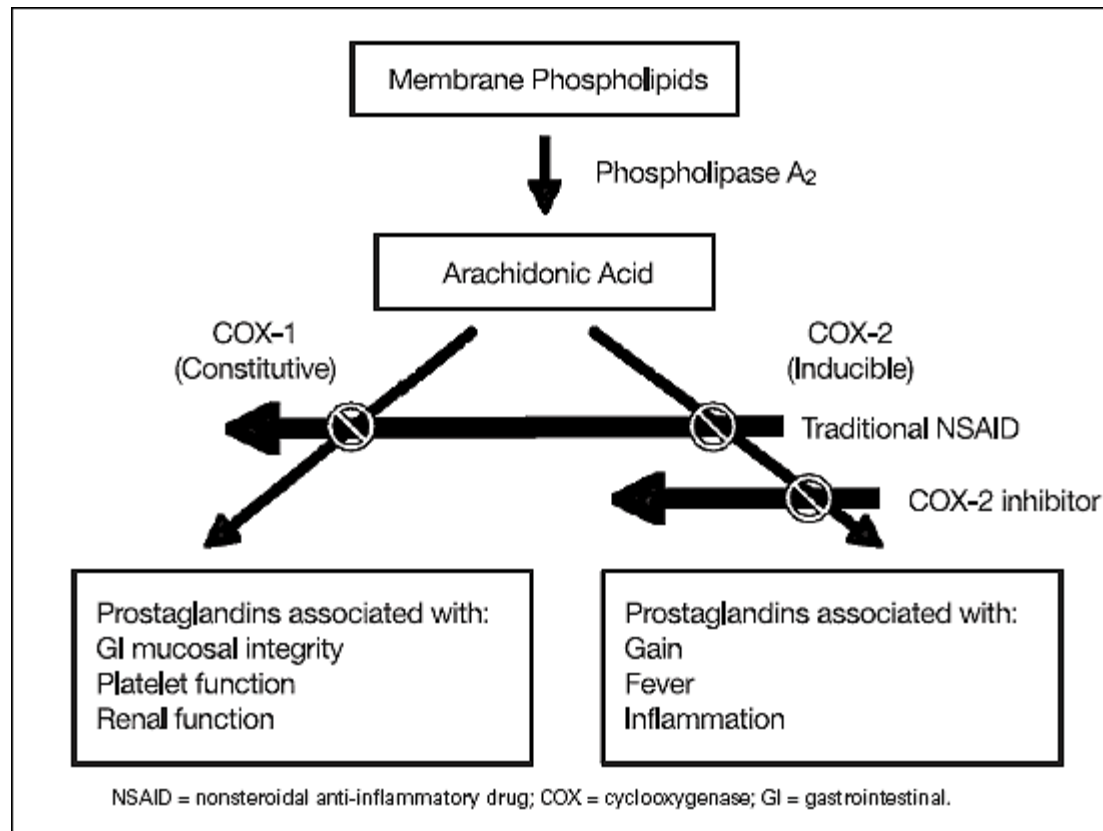 Membrane Phospholipids
Phospholipase A₂
Arachidonic Acid
COX-1
(Constitutive)
COX-2
(Inducible)
Traditional NSAID
COX-2 inhibitor
Prostaglandins associated with:
GI mucosal integrity
Platelet function
Renal function
Prostaglandins associated with:
Gain
Fever
Inflammation
NSAID = nonsteroidal anti-inflammatory drug; COX = cyclooxygenase; GI = gastrointestinal.